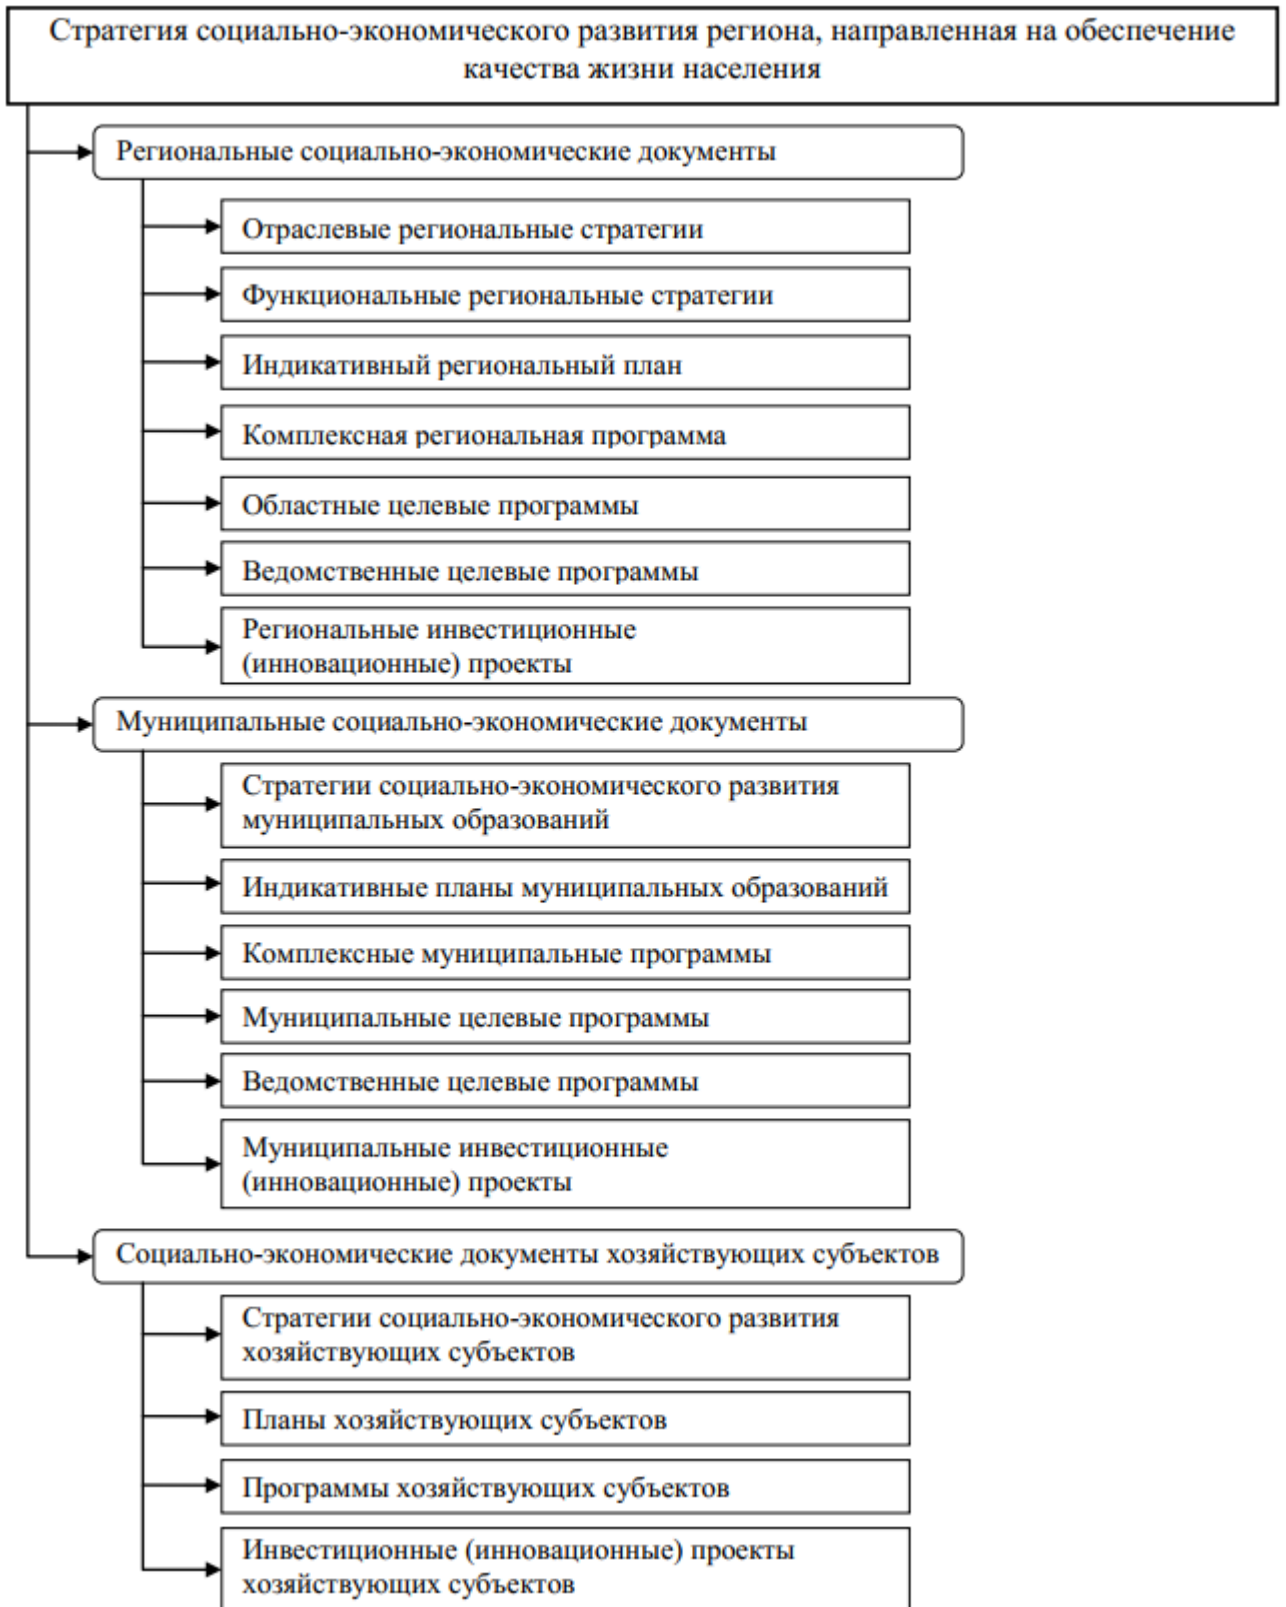 Стратегия социально-экономического развития региона, направленная на обеспечение
качества жизни населения
Региональные социально-экономические документы
Отраслевые региональные стратегии
Функциональные региональные стратегии
Индикативный региональный план
Комплексная региональная программа
Областные целевые программы
Ведомственные целевые программы
Региональные инвестиционные
(инновационные) проекты
Муниципальные социально-экономические документы
Стратегии социально-экономического развития
муниципальных образований
Индикативные планы муниципальных образований
Комплексные муниципальные программы
Муниципальные целевые программы
Ведомственные целевые программы
Муниципальные инвестиционные
(инновационные) проекты
Социально-экономические документы хозяйствующих субъектов
Стратегии социально-экономического развития
хозяйствующих субъектов
Планы хозяйствующих субъектов
Программы хозяйствующих субъектов
Инвестиционные (инновационные) проекты
хозяйствующих субъектов